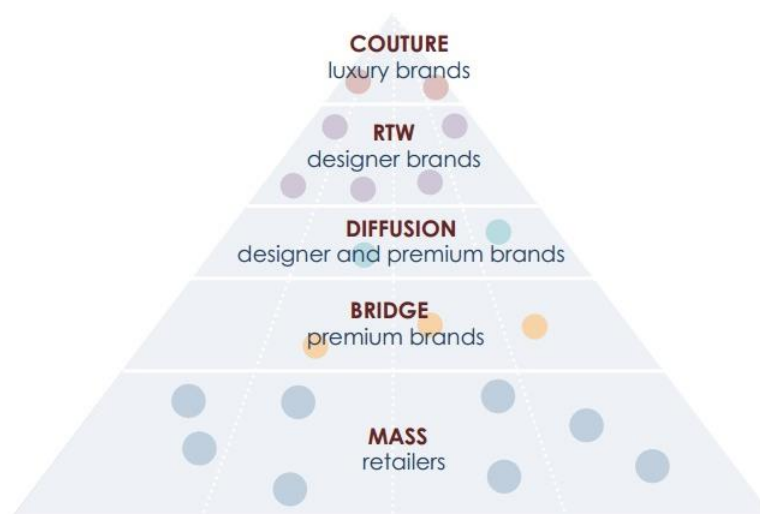 COUTURE
luxury brands
RTW
designer brands
DIFFUSION
designer and premium brands
BRIDGE
premium brands
MASS
retailers